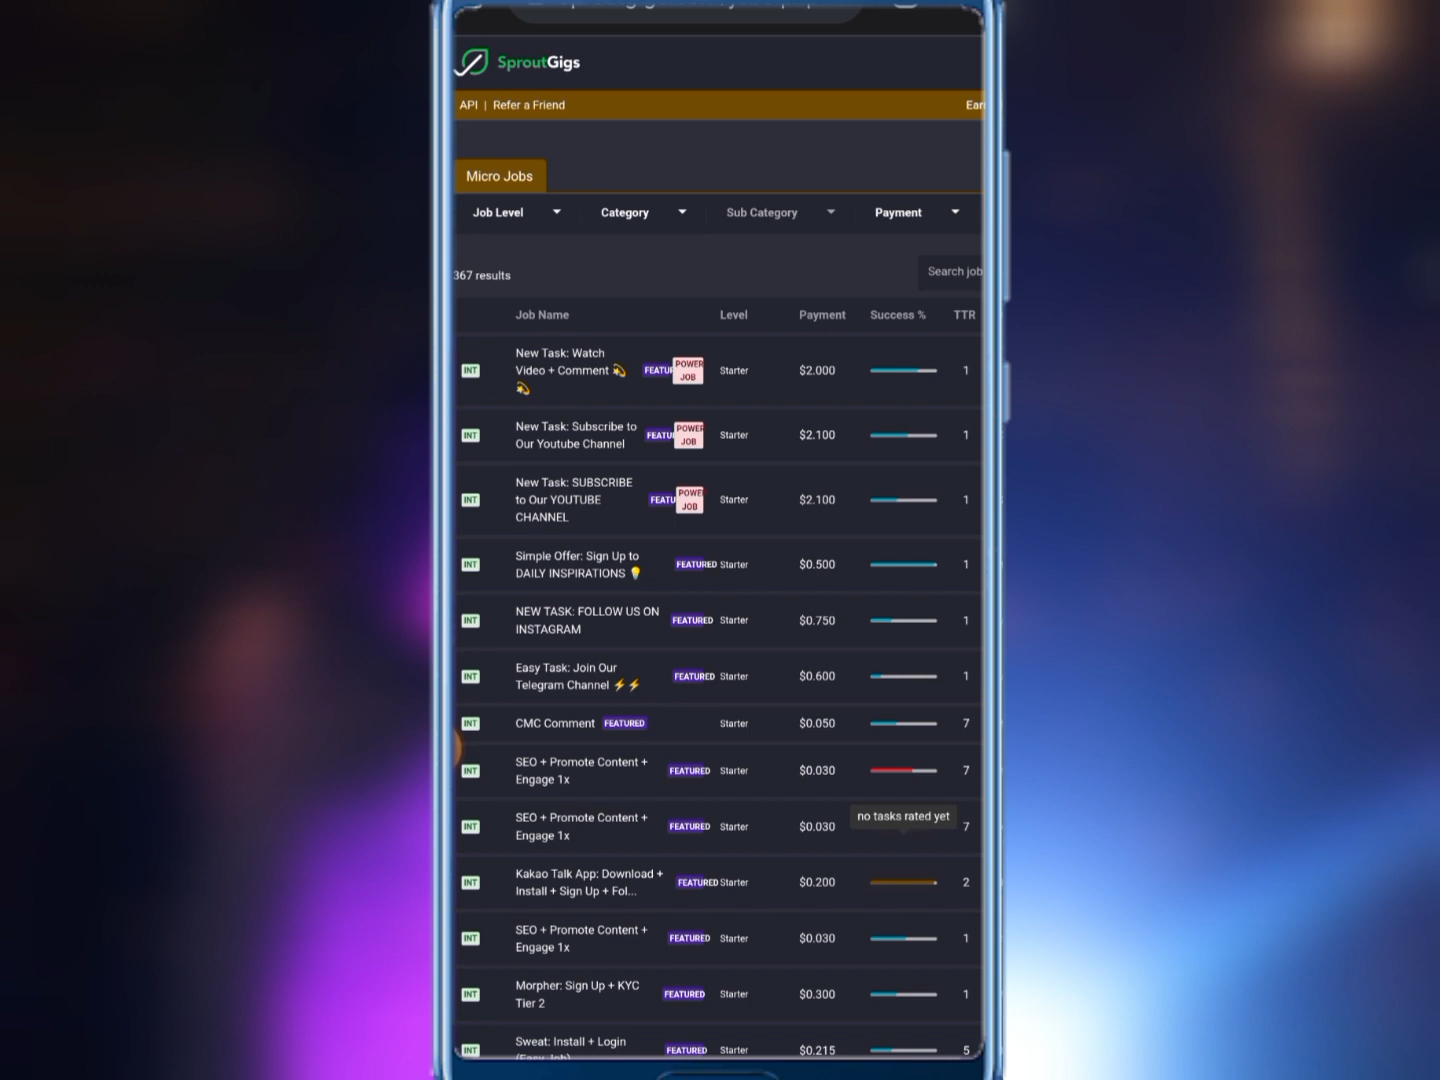 SproutGigs
API | Refer a Friend
Micro Jobs
Job Level Category Sub Category Payment
367 results Search job
Job Name Level Payment Success % TTR
INT New Task: Watch Video + Comment 💫 💫 FEATU POWER JOB Starter $2.000 1
INT New Task: Subscribe to Our Youtube Channel FEATU POWER JOB Starter $2.100 1
INT New Task: SUBSCRIBE to Our YOUTUBE CHANNEL FEATU POWE JOB Starter $2.100 1
INT Simple Offer: Sign Up to DAILY INSPIRATIONS 💡 FEATURED Starter $0.500 1
INT NEW TASK: FOLLOW US ON INSTAGRAM FEATURED Starter $0.750 1
INT Easy Task: Join Our Telegram Channel ⚡⚡ FEATURED Starter $0.600 1
INT CMC Comment FEATURED Starter $0.050 7
INT SEO + Promote Content + Engage 1x FEATURED Starter $0.030 7
INT SEO + Promote Content + Engage 1x FEATURED Starter $0.030 no tasks rated yet 7
INT Kakao Talk App: Download + Install + Sign Up + Fol... FEATURED Starter $0.200 2
INT SEO + Promote Content + Engage 1x FEATURED Starter $0.030 1
INT Morpher: Sign Up + KYC Tier 2 FEATURED Starter $0.300 1
INT Sweat: Install + Login FEATURED Starter $0.215 5